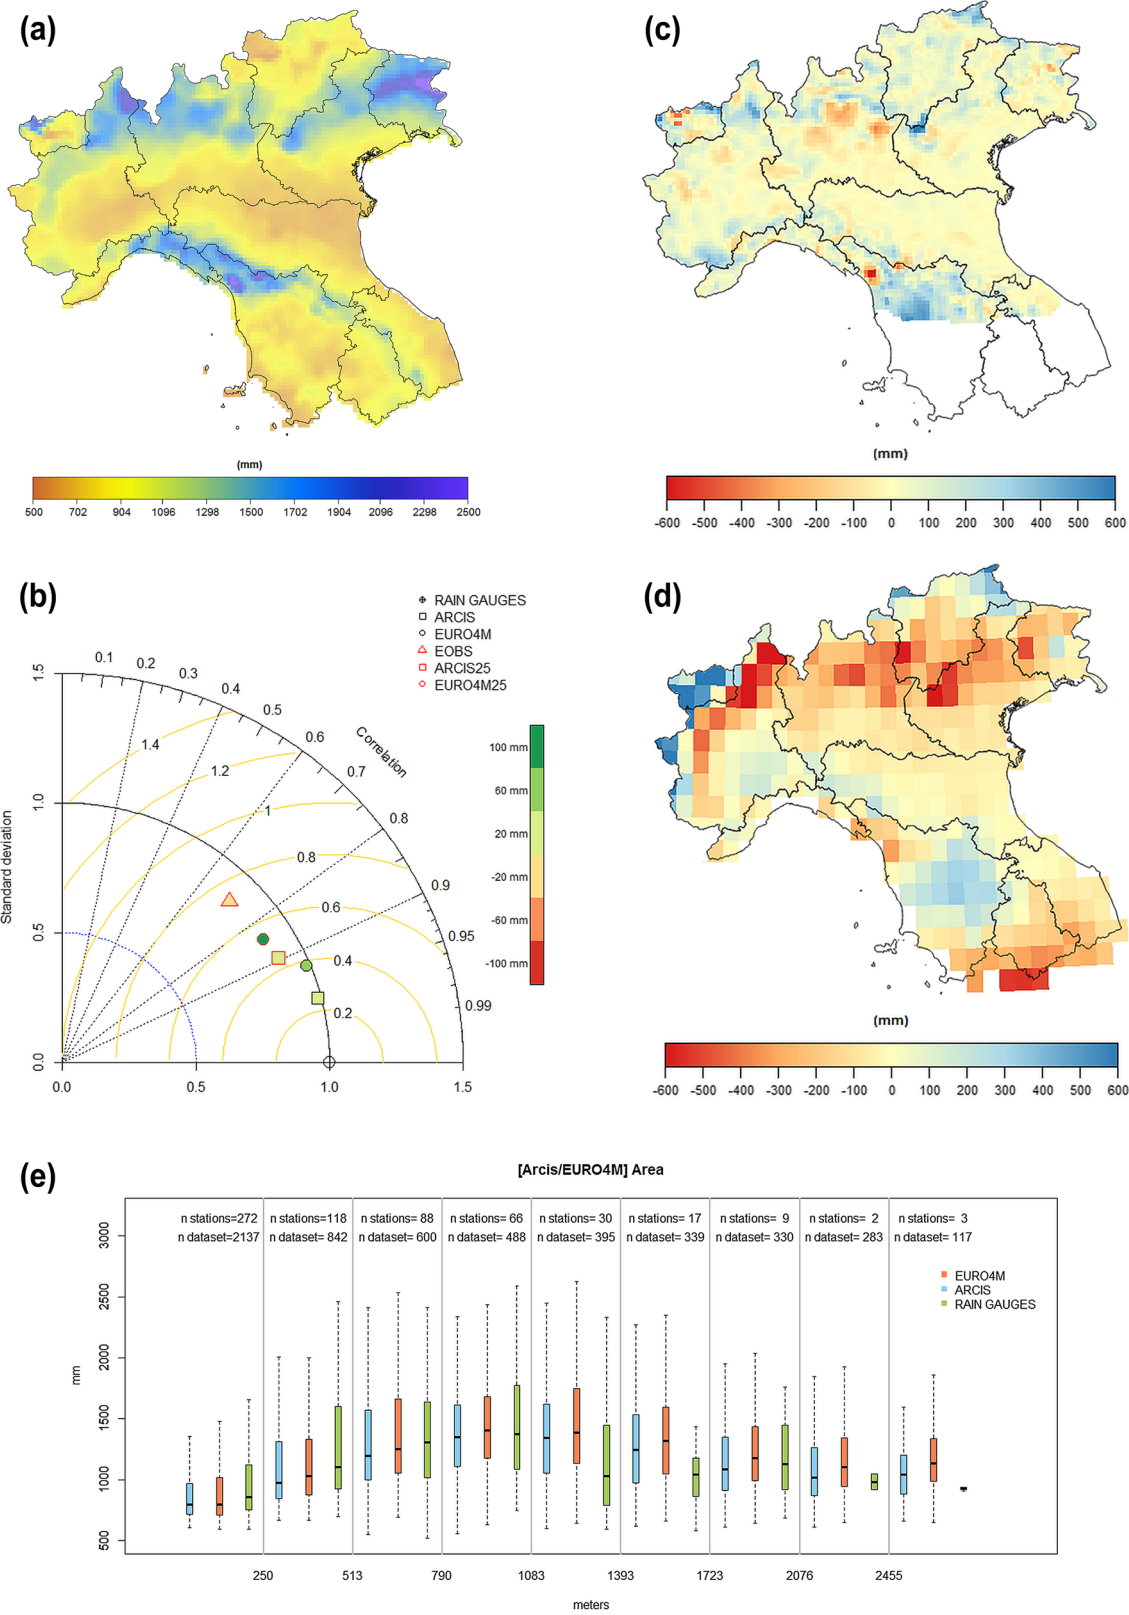 (a)
(mm)
500 702 904 1096 1298 1500 1702 1904 2096 2298 2500
(c)
(mm)
-600 -500 -400 -300 -200 -100 0 100 200 300 400 500 600
(b)
RAIN GAUGES
ARCIS
EURO4M
EOBS
ARCIS25
EURO4M25
Standard deviation
1.5
1.0
0.5
0.0
0.0 0.5 1.0 1.5
0.1 0.2 0.3 0.4 0.5 0.6 0.7 0.8 0.9 0.95 0.99
Correlation
1.4
1.2
1
0.8
0.6
0.4
0.2
100 mm
60 mm
20 mm
-20 mm
-60 mm
-100 mm
(d)
(mm)
-600 -500 -400 -300 -200 -100 0 100 200 300 400 500 600
(e)
[Arcis/EURO4M] Area
n stations=272 n stations=118 n stations= 88 n stations= 66 n stations= 30 n stations= 17 n stations= 9 n stations= 2 n stations= 3
n dataset=2137 n dataset= 842 n dataset= 600 n dataset= 488 n dataset= 395 n dataset= 339 n dataset= 330 n dataset= 283 n dataset= 117
EURO4M
ARCIS
RAIN GAUGES
mm
3000
2500
2000
1500
1000
500
250 513 790 1083 1393 1723 2076 2455
meters